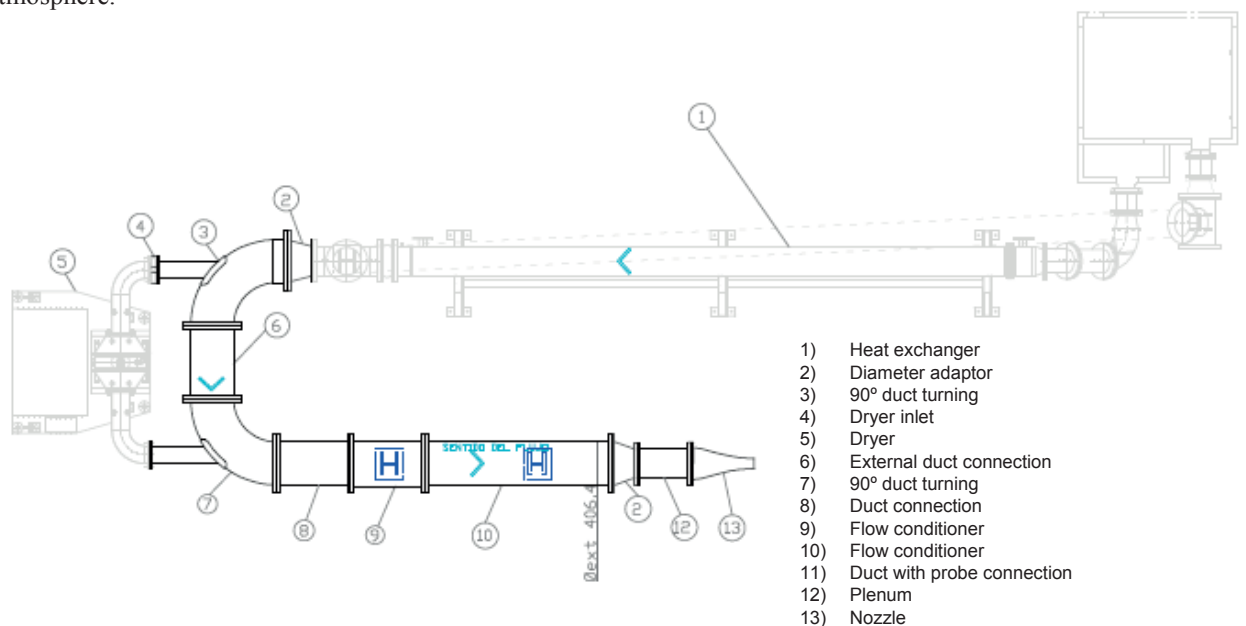 tmosphere.
1
2
3
4
5
6
SENTIDO DEL FLUJO
H
H
7
8
9
10
Øext 406,4
2
12
13
1) Heat exchanger
2) Diameter adaptor
3) 90º duct turning
4) Dryer inlet
5) Dryer
6) External duct connection
7) 90º duct turning
8) Duct connection
9) Flow conditioner
10) Flow conditioner
11) Duct with probe connection
12) Plenum
13) Nozzle